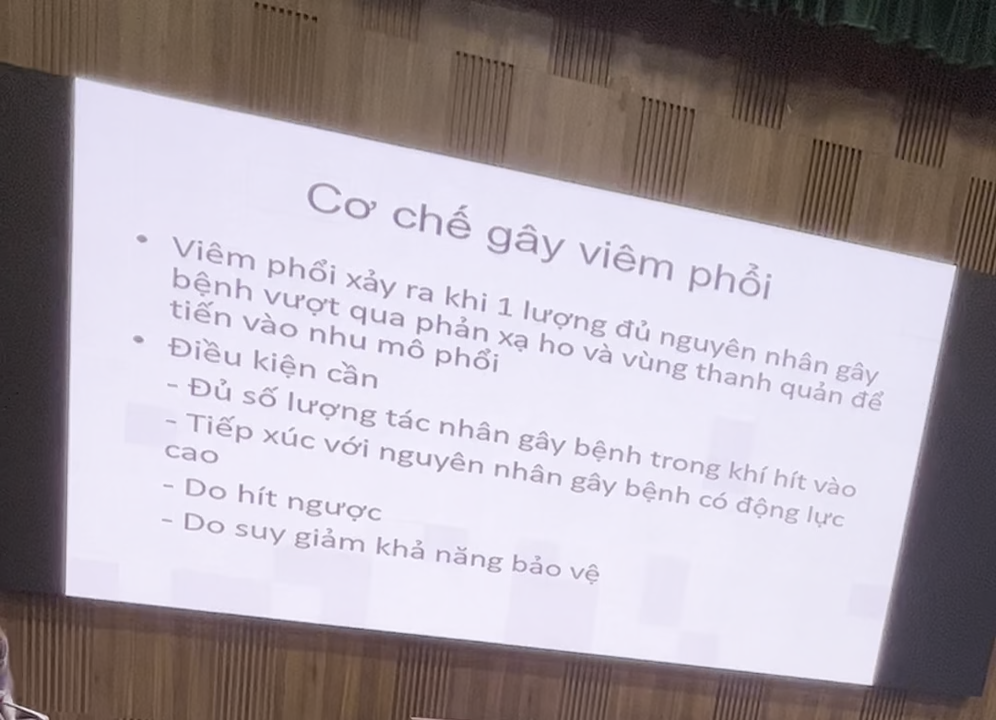 Cơ chế gây viêm phổi
• Viêm phổi xảy ra khi 1 lượng đủ nguyên nhân gây
bệnh vượt qua phản xạ ho và vùng thanh quản để
tiến vào nhu mô phổi
• Điều kiện cần
- Đủ số lượng tác nhân gây bệnh trong khí hít vào
- Tiếp xúc với nguyên nhân gây bệnh có động lực
cao
- Do hít ngược
- Do suy giảm khả năng bảo vệ